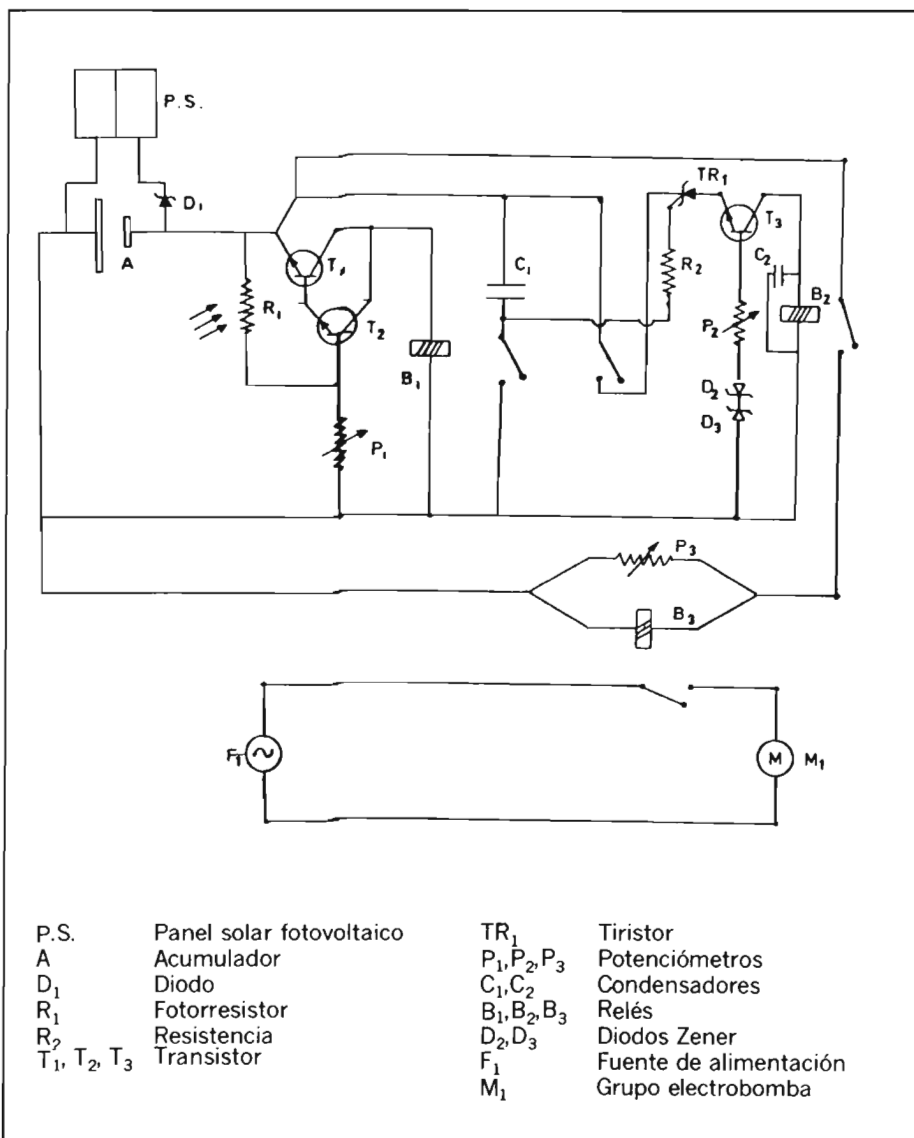 P.S.
D₁
A
R₁
T₁
T₂
B₁
P₁
C₁
R₂
TR₁
T₃
C₂
B₂
P₂
D₂
D₃
P₃
B₃
F₁
M
M₁
P.S. Panel solar fotovoltaico
A Acumulador
D₁ Diodo
R₁ Fotorresistor
R₂ Resistencia
T₁, T₂, T₃ Transistor
TR₁ Tiristor
P₁,P₂,P₃ Potenciómetros
C₁,C₂ Condensadores
B₁,B₂,B₃ Relés
D₂,D₃ Diodos Zener
F₁ Fuente de alimentación
M₁ Grupo electrobomba